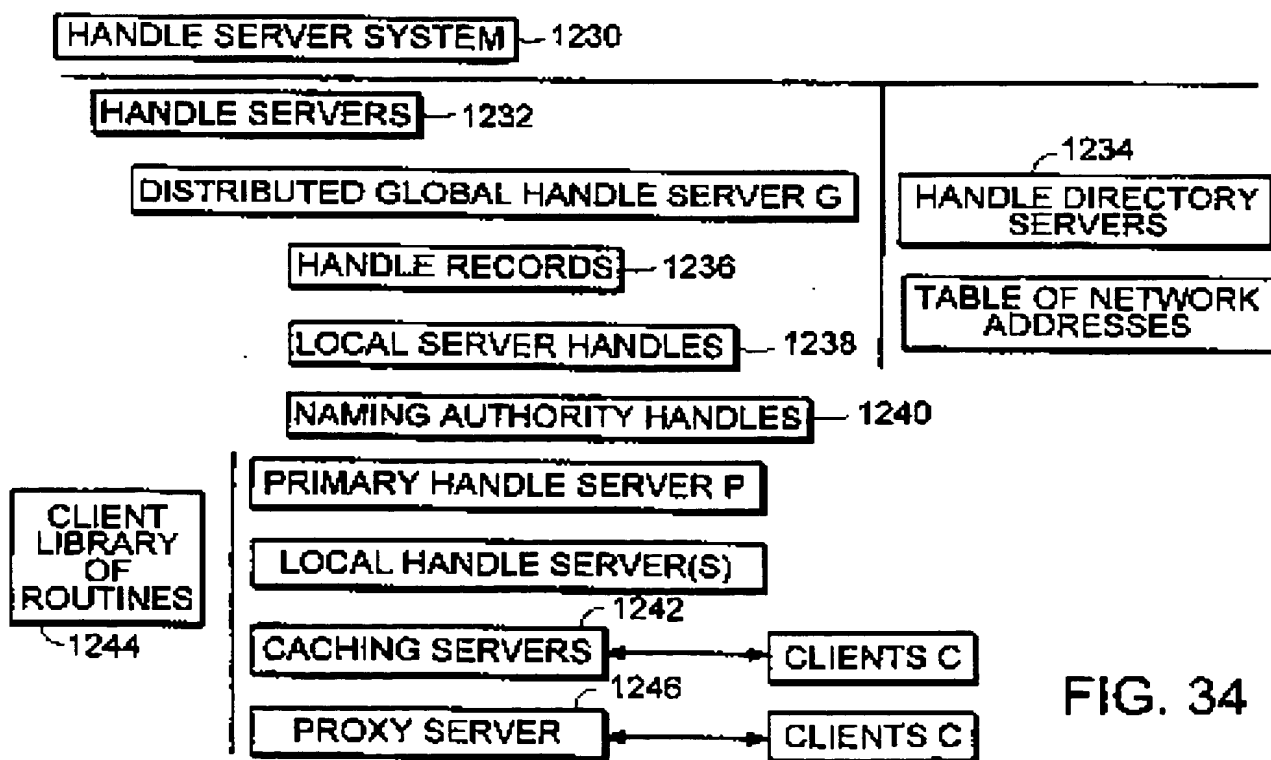 HANDLE SERVER SYSTEM 1230
HANDLE SERVERS 1232
DISTRIBUTED GLOBAL HANDLE SERVER G
1234
HANDLE DIRECTORY
SERVERS
HANDLE RECORDS 1236
TABLE OF NETWORK
ADDRESSES
LOCAL SERVER HANDLES 1238
NAMING AUTHORITY HANDLES 1240
CLIENT
LIBRARY
OF
ROUTINES
1244
PRIMARY HANDLE SERVER P
LOCAL HANDLE SERVER(S)
1242
CACHING SERVERS
CLIENTS C
1246
PROXY SERVER
CLIENTS C
FIG. 34